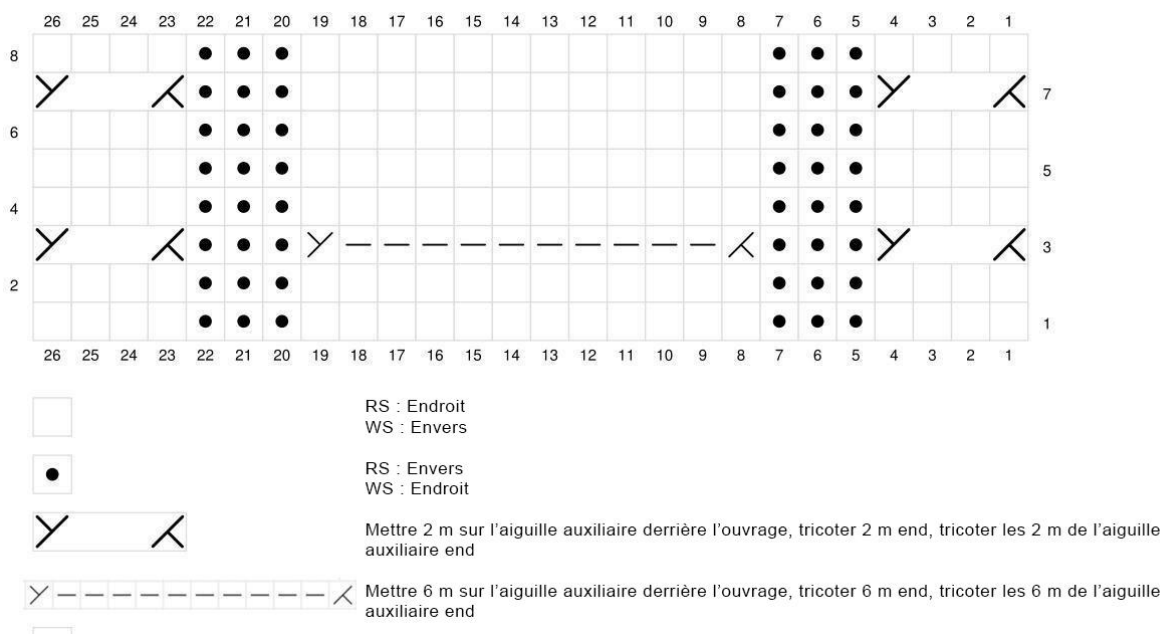 26 25 24 23 22 21 20 19 18 17 16 15 14 13 12 11 10 9 8 7 6 5 4 3 2 1
8
7
6
5
4
3
2
1
26 25 24 23 22 21 20 19 18 17 16 15 14 13 12 11 10 9 8 7 6 5 4 3 2 1
RS : Endroit
WS : Envers
RS : Envers
WS : Endroit
Mettre 2 m sur l’aiguille auxiliaire derrière l’ouvrage, tricoter 2 m end, tricoter les 2 m de l’aiguille
auxiliaire end
Mettre 6 m sur l’aiguille auxiliaire derrière l’ouvrage, tricoter 6 m end, tricoter les 6 m de l’aiguille
auxiliaire end